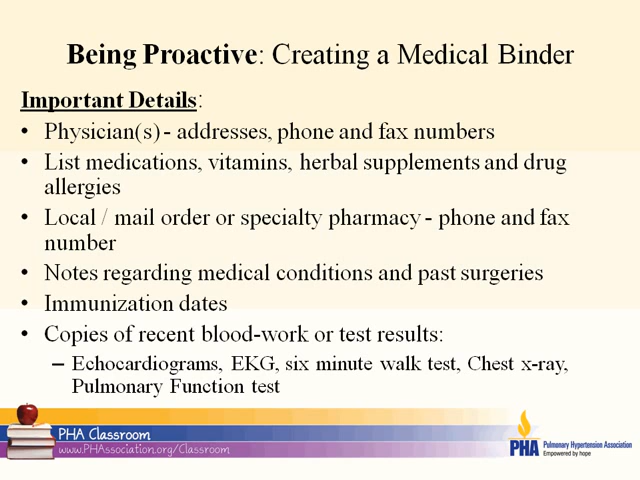 Being Proactive: Creating a Medical Binder
Important Details:
• Physician(s) - addresses, phone and fax numbers
• List medications, vitamins, herbal supplements and drug
allergies
• Local / mail order or specialty pharmacy - phone and fax
number
• Notes regarding medical conditions and past surgeries
• Immunization dates
• Copies of recent blood-work or test results:
– Echocardiograms, EKG, six minute walk test, Chest x-ray,
Pulmonary Function test
PHA Classroom
www.PHAssociation.org/Classroom
PHA Pulmonary Hypertension Association
Empowered by hope